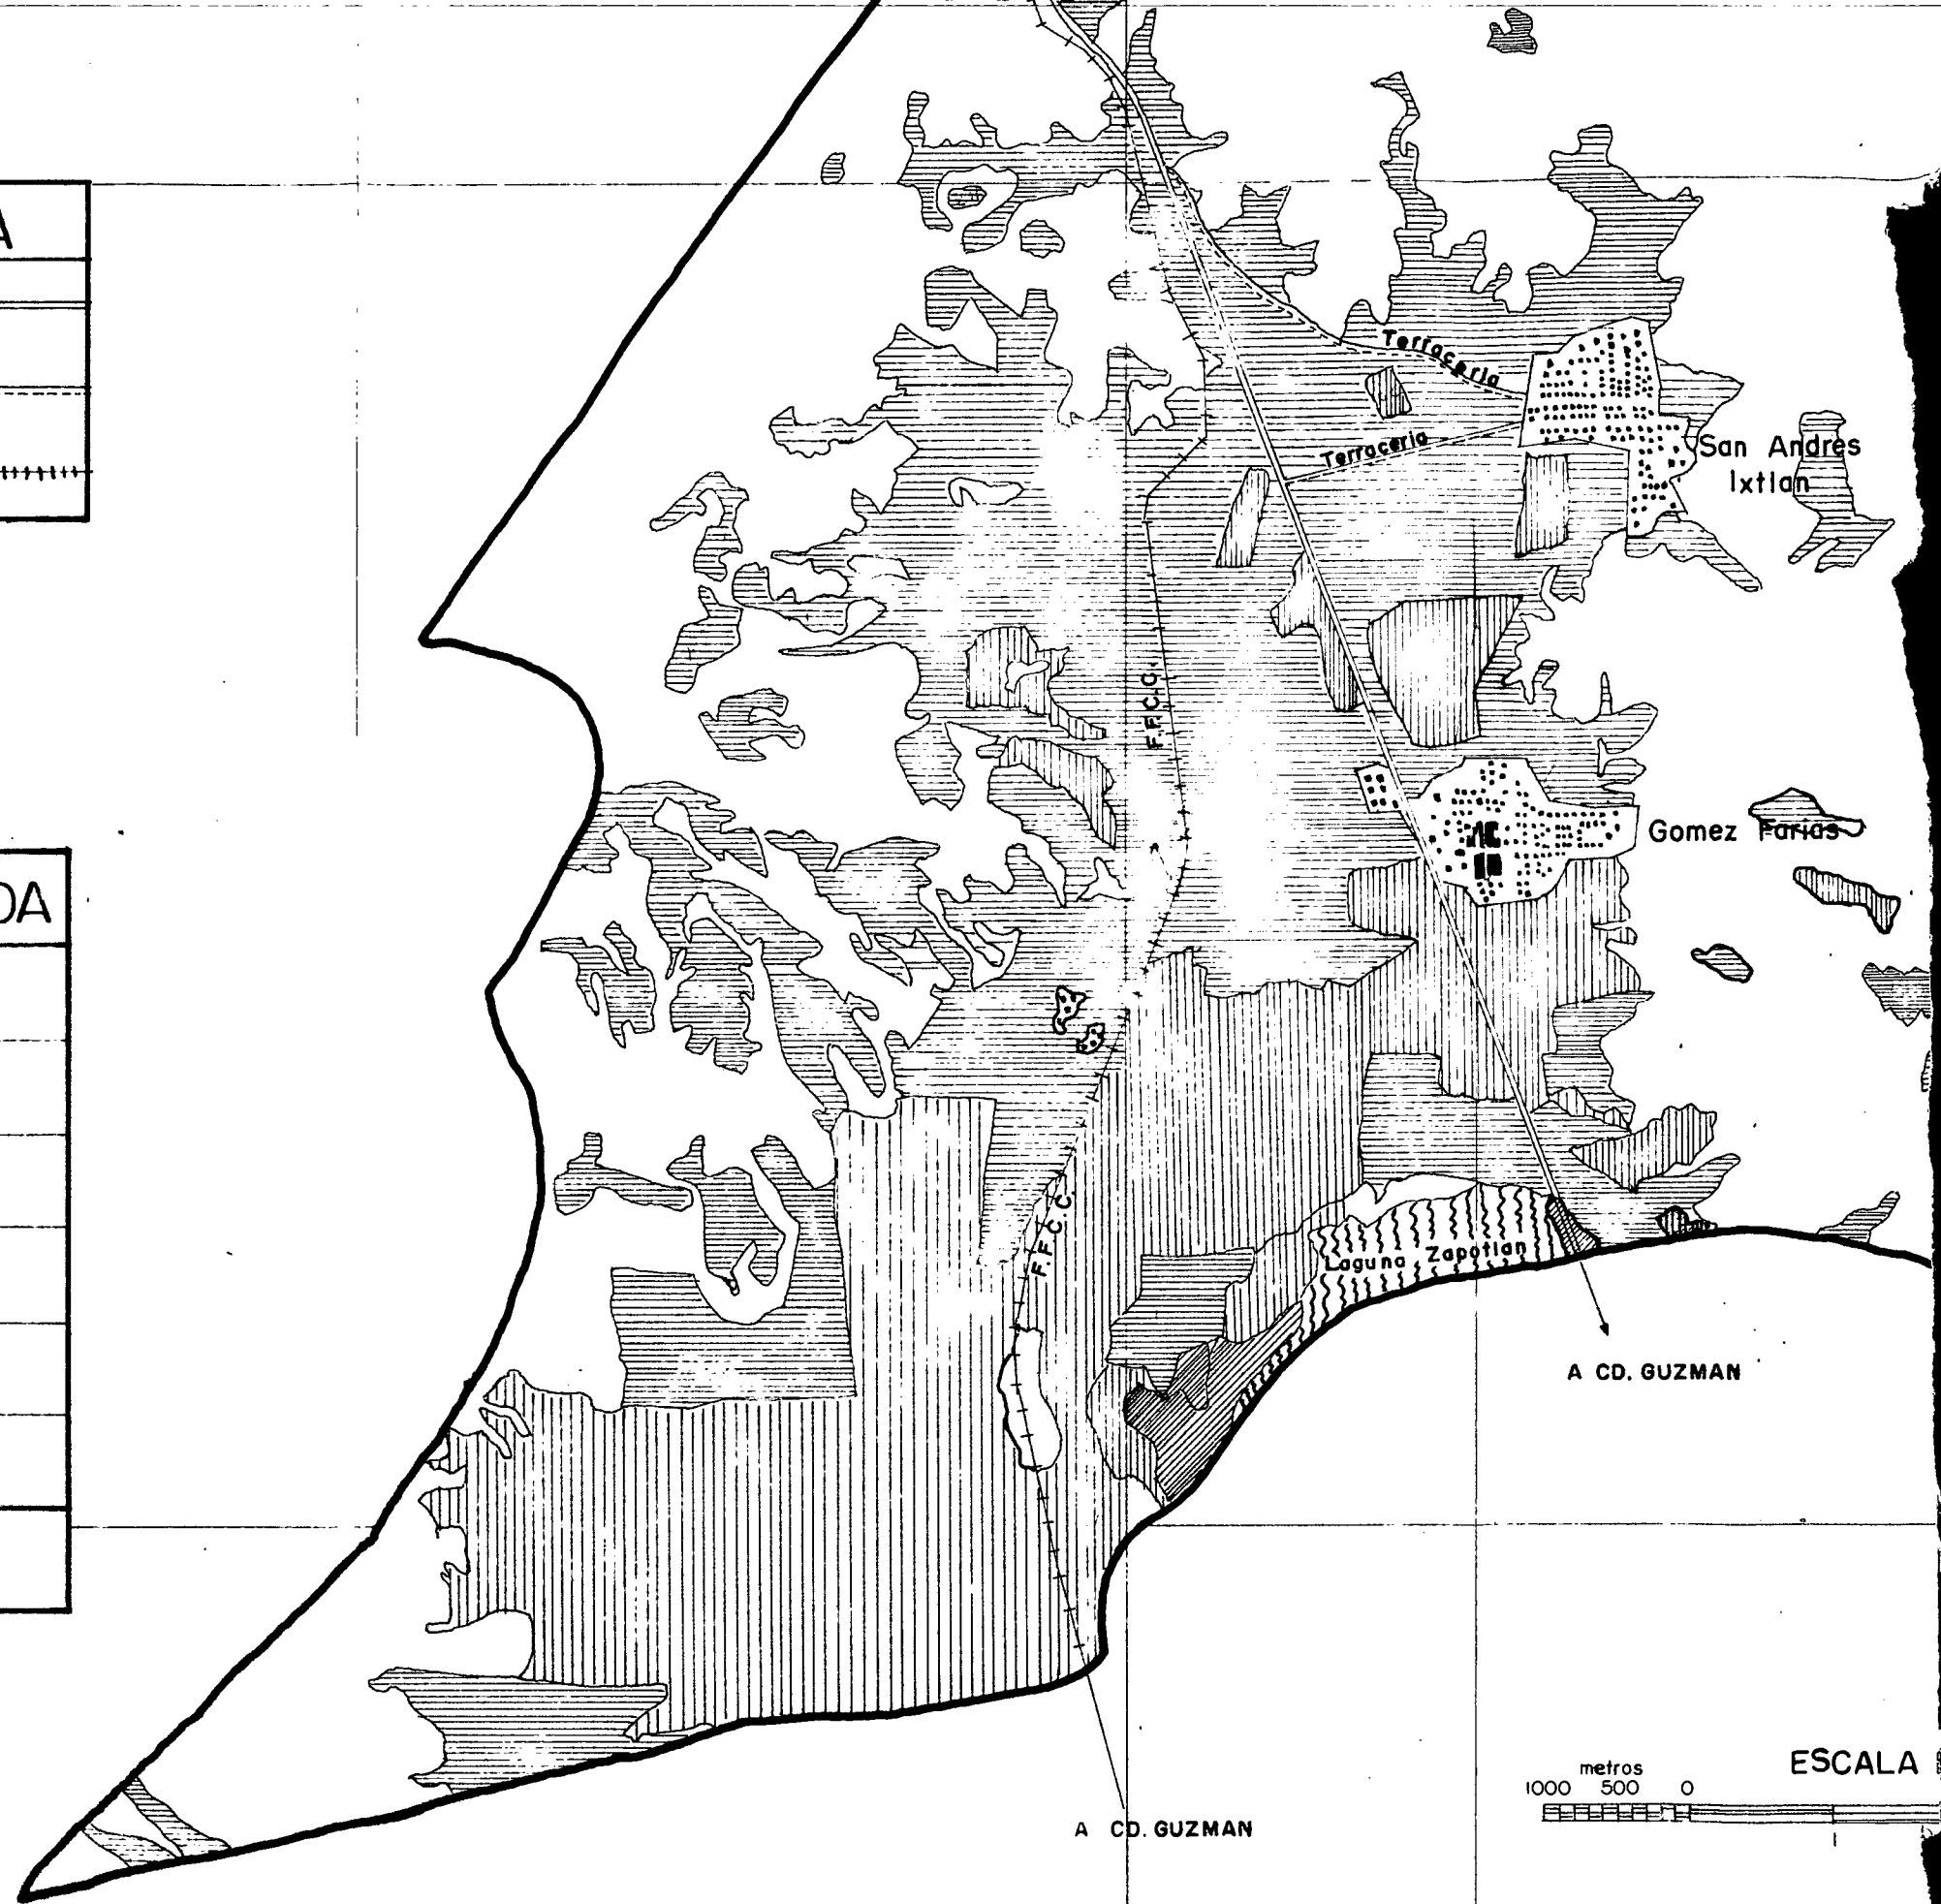 A
Terraceria
San Andres
Ixtlan
Terraceria
F.F.C.C.
Gomez Farias
DA
F.F.C.C.
Laguna Zapotlan
A CD. GUZMAN
metros
1000 500 0
ESCALA
1
A CD. GUZMAN